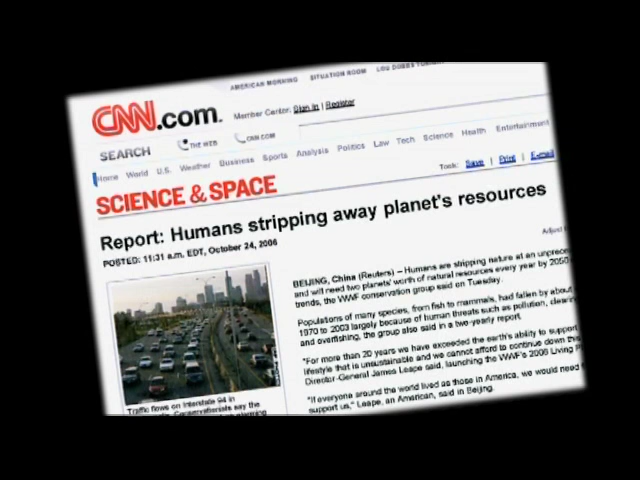 AMERICAN MORNING SITUATION ROOM LOU DOBBS
CNN.com. Member Center: Sign In | Register
SEARCH THE WEB CNN.COM
Home World U.S. Weather Business Sports Analysis Politics Law Tech Science Health Entertainment
SCIENCE & SPACE Tools: Save | Print | E-mail
Report: Humans stripping away planet's resources
POSTED: 11:31 a.m. EDT, October 24, 2006
Adjust
BEIJING, China (Reuters) -- Humans are stripping nature at an unprece
and will need two planets' worth of natural resources every year by 2050
trends, the WWF conservation group said on Tuesday.
Populations of many species, from fish to mammals, had fallen by about
1970 to 2003 largely because of human threats such as pollution, clearin
and overfishing, the group also said in a two-yearly report.
"For more than 20 years we have exceeded the earth's ability to support
lifestyle that is unsustainable and we cannot afford to continue down this
Director-General James Leape said, launching the WWF's 2006 Living P
"If everyone around the world lived as those in America, we would need
support us," Leape, an American, said in Beijing.
Traffic flows on Interstate 94 in
Conservationists say the